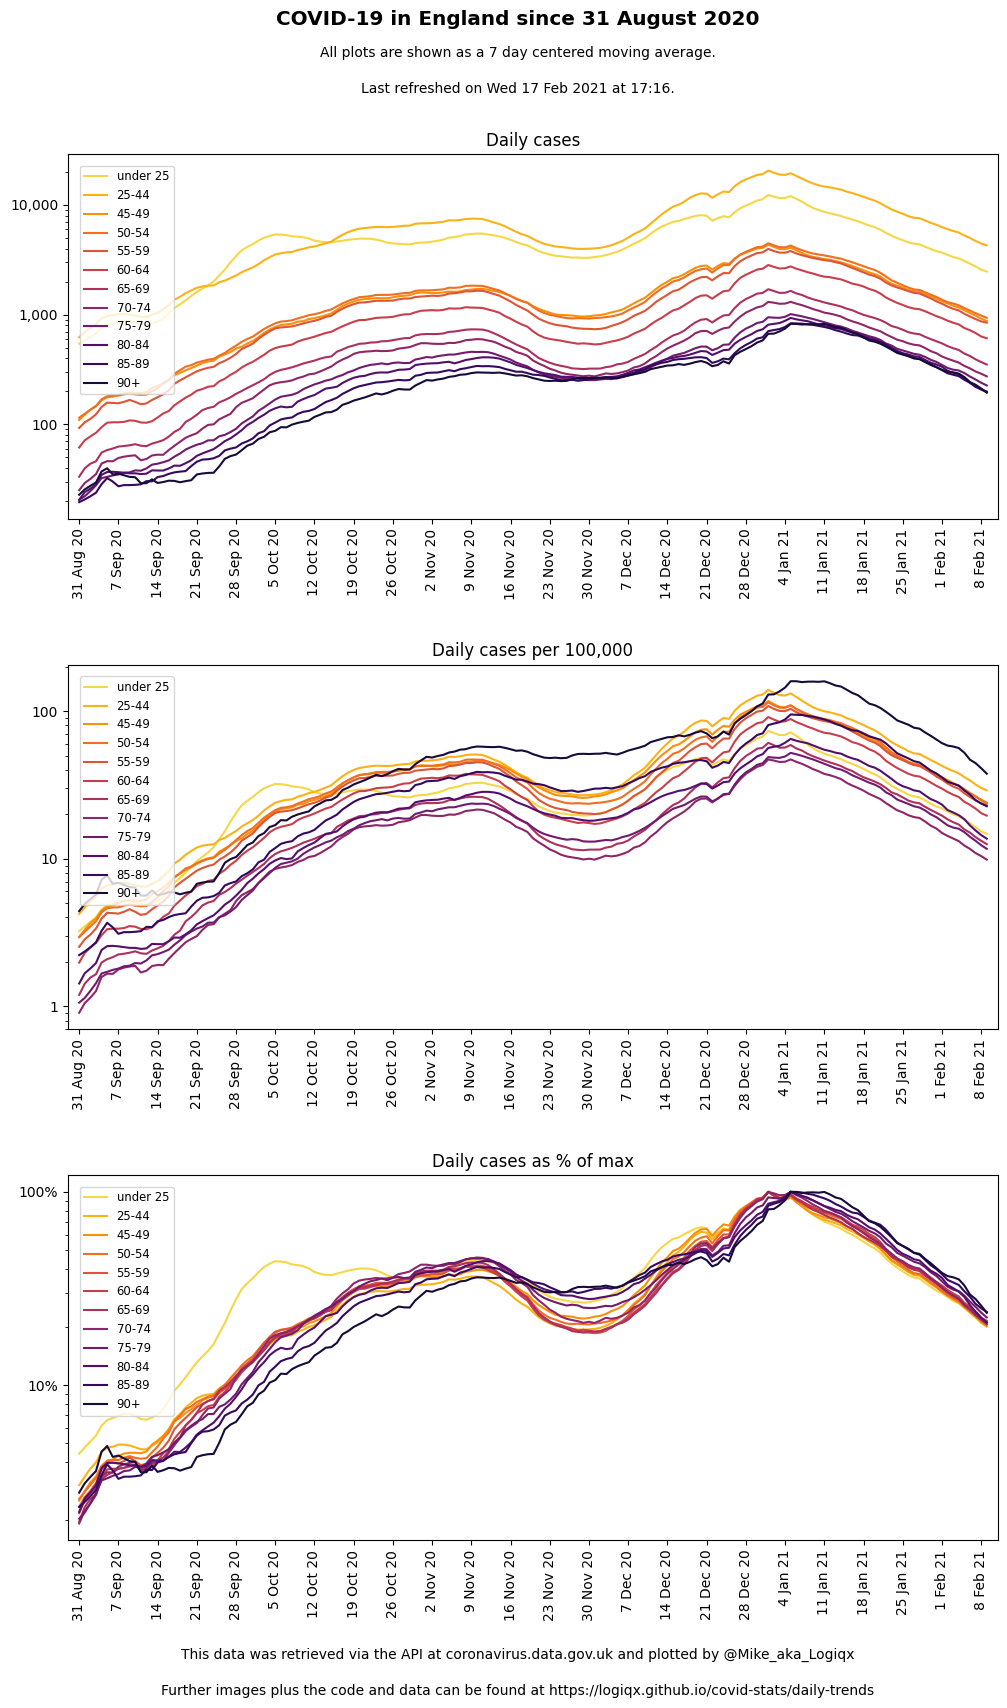 COVID-19 in England since 31 August 2020
All plots are shown as a 7 day centered moving average.
Last refreshed on Wed 17 Feb 2021 at 17:16.
Daily cases
under 25
25-44
45-49
50-54
55-59
60-64
65-69
70-74
75-79
80-84
85-89
90+
10,000
1,000
100
31 Aug 20
7 Sep 20
14 Sep 20
21 Sep 20
28 Sep 20
5 Oct 20
12 Oct 20
19 Oct 20
26 Oct 20
2 Nov 20
9 Nov 20
16 Nov 20
23 Nov 20
30 Nov 20
7 Dec 20
14 Dec 20
21 Dec 20
28 Dec 20
4 Jan 21
11 Jan 21
18 Jan 21
25 Jan 21
1 Feb 21
8 Feb 21
Daily cases per 100,000
under 25
25-44
45-49
50-54
55-59
60-64
65-69
70-74
75-79
80-84
85-89
90+
100
10
1
31 Aug 20
7 Sep 20
14 Sep 20
21 Sep 20
28 Sep 20
5 Oct 20
12 Oct 20
19 Oct 20
26 Oct 20
2 Nov 20
9 Nov 20
16 Nov 20
23 Nov 20
30 Nov 20
7 Dec 20
14 Dec 20
21 Dec 20
28 Dec 20
4 Jan 21
11 Jan 21
18 Jan 21
25 Jan 21
1 Feb 21
8 Feb 21
Daily cases as % of max
under 25
25-44
45-49
50-54
55-59
60-64
65-69
70-74
75-79
80-84
85-89
90+
100%
10%
31 Aug 20
7 Sep 20
14 Sep 20
21 Sep 20
28 Sep 20
5 Oct 20
12 Oct 20
19 Oct 20
26 Oct 20
2 Nov 20
9 Nov 20
16 Nov 20
23 Nov 20
30 Nov 20
7 Dec 20
14 Dec 20
21 Dec 20
28 Dec 20
4 Jan 21
11 Jan 21
18 Jan 21
25 Jan 21
1 Feb 21
8 Feb 21
This data was retrieved via the API at coronavirus.data.gov.uk and plotted by @Mike_aka_Logiqx
Further images plus the code and data can be found at https://logiqx.github.io/covid-stats/daily-trends